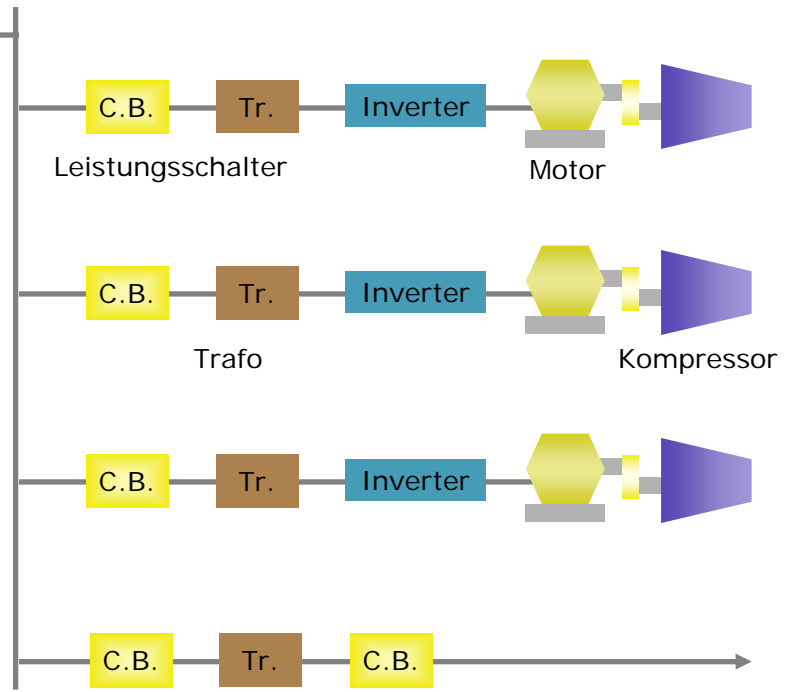 C.B. Tr. Inverter
Leistungsschalter Motor
C.B. Tr. Inverter
Trafo Kompressor
C.B. Tr. Inverter
C.B. Tr. C.B.